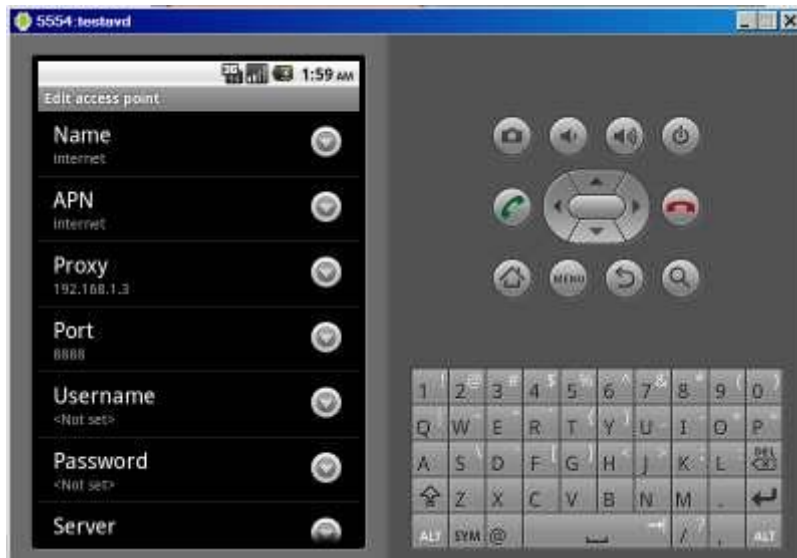 5554:testavd
3G 1:59 AM
Edit access point
Name
internet
APN
internet
Proxy
192.168.1.3
Port
8888
Username
<Not set>
Password
<Not set>
Server
MENU
1 ! 2 @ 3 # 4 $ 5 % 6 ^ 7 & 8 * 9 ( 0 )
Q W E R T Y U I O P
A S D F G H J K L DEL
Z X C V B N M .
ALT SYM @ / ? , ALT